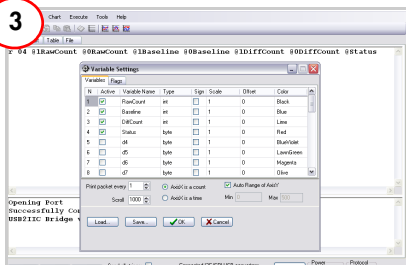 3
Chart Execute Tools Help
Table File
r 04 @1RawCount @0RawCount @1Baseline @0Baseline @1DiffCount @0DiffCount @Status
Variable Settings
Variables Flags
N Active Variable Name Type Sign Scale Offset Color
1 RawCount int 1 0 Black
2 Baseline int 1 0 Blue
3 DiffCount int 1 0 Lime
4 Status byte 1 0 Red
5 d4 byte 1 0 BlueViolet
6 d5 byte 1 0 LawnGreen
7 d6 byte 1 0 Magenta
8 d7 byte 1 0 Olive
Print packet every 1 AxisX is a count Auto Range of AxisY
Scroll 1000 AxisX is a time Min 0 Max 500
Load... Save... OK Cancel
Opening Port
Successfully Co
USB2IIC Bridge
Power Protocol